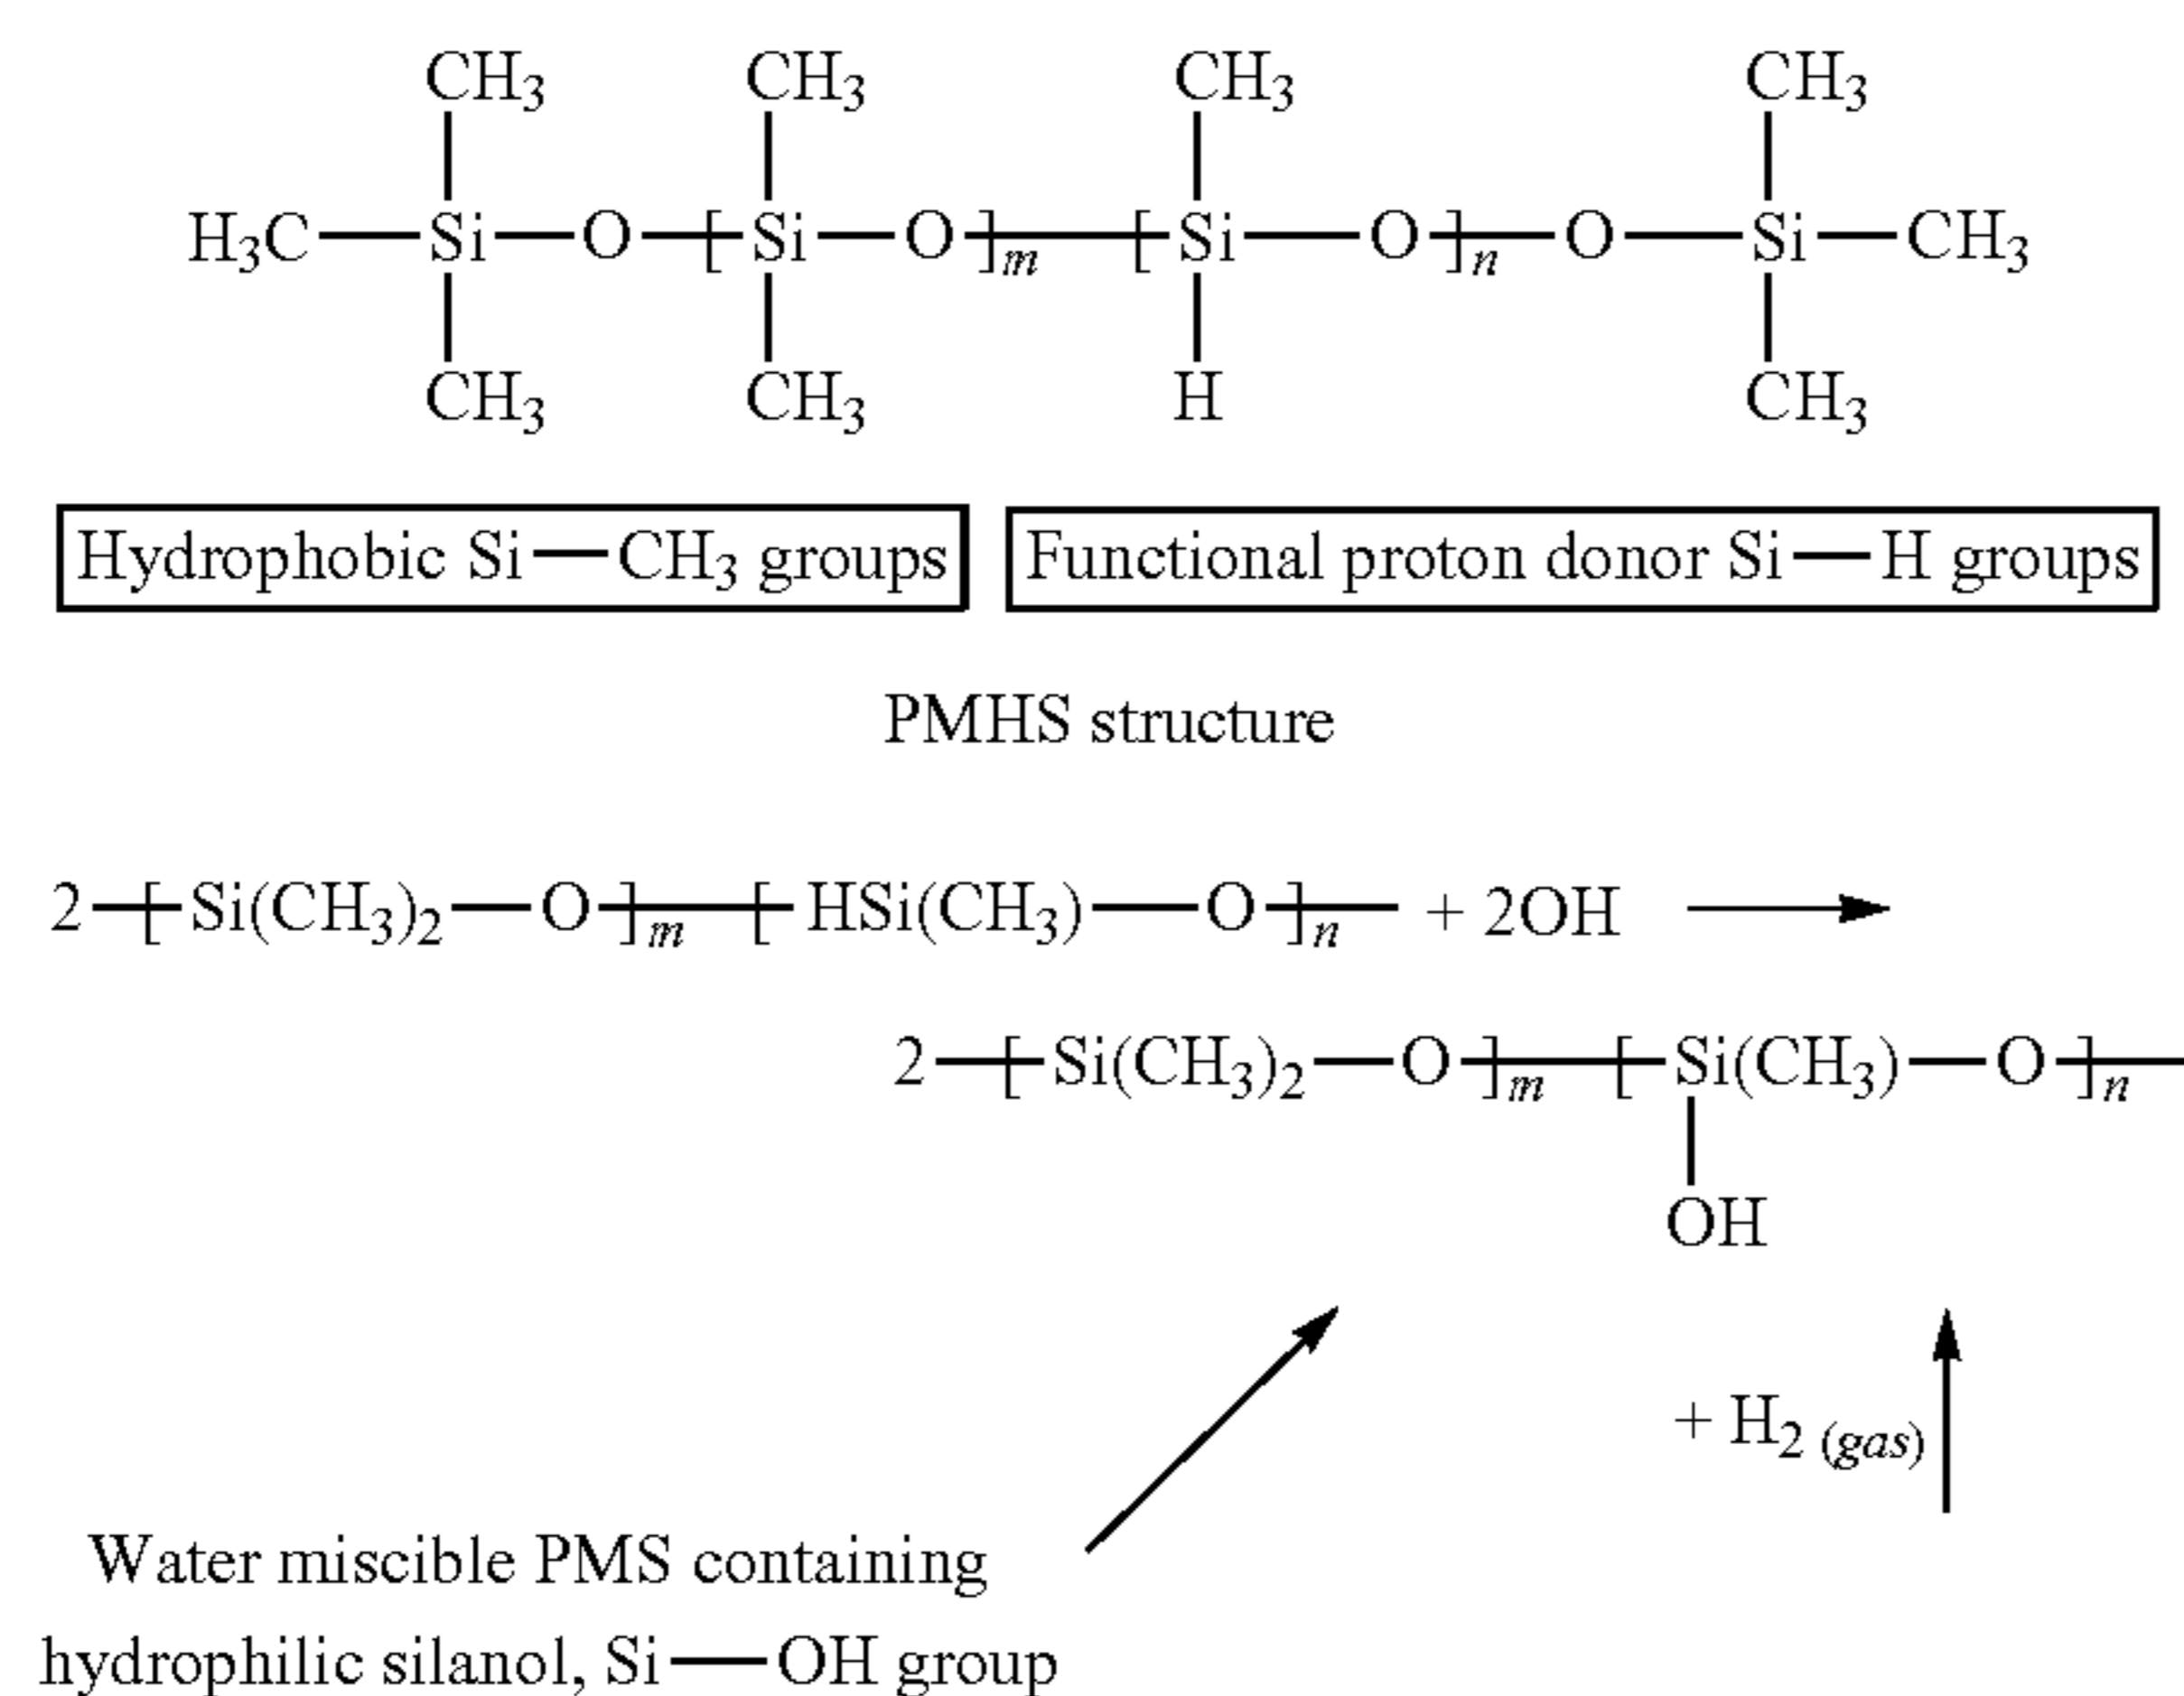 CH₃ CH₃ CH₃ CH₃
H₃C—Si—O—[Si—O]ₘ—[Si—O]ₙ—O—Si—CH₃
CH₃ CH₃ H CH₃
Hydrophobic Si—CH₃ groups
Functional proton donor Si—H groups
PMHS structure
2—[Si(CH₃)₂—O]ₘ—[HSi(CH₃)—O]ₙ— + 2OH ⟶
2—[Si(CH₃)₂—O]ₘ—[Si(CH₃)—O]ₙ—
OH
+ H₂ (gas)
Water miscible PMS containing
hydrophilic silanol, Si—OH group